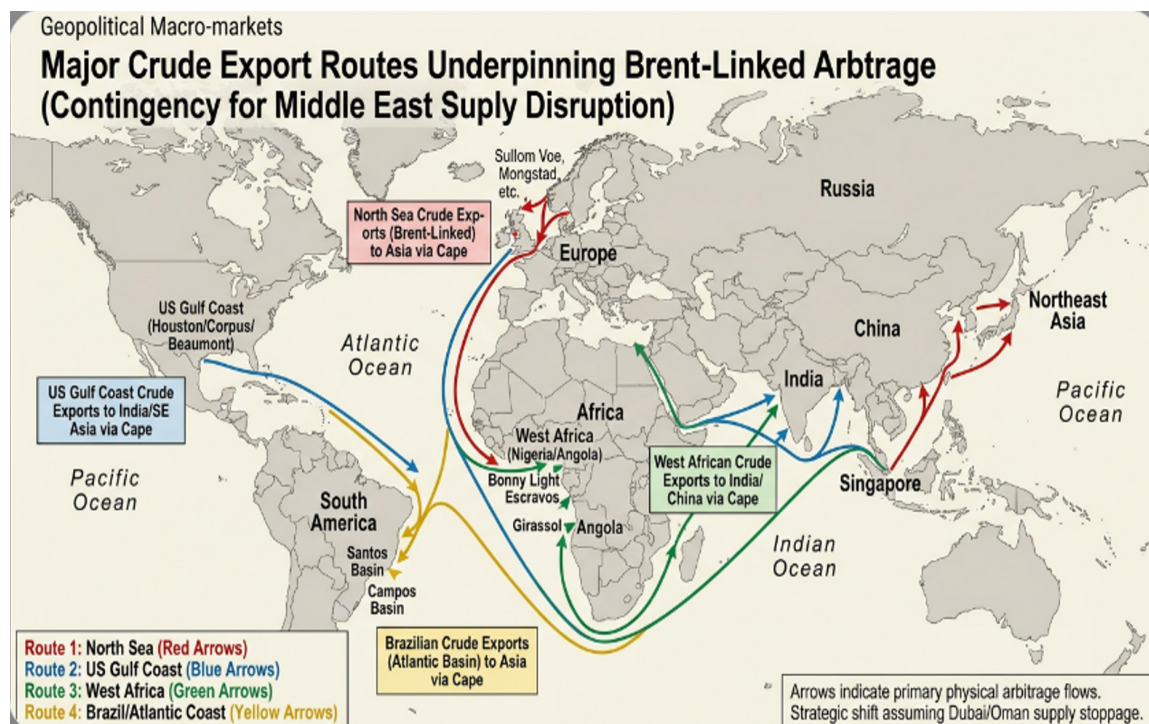 Geopolitical Macro-markets
Major Crude Export Routes Underpinning Brent-Linked Arbtrage
(Contingency for Middle East Suply Disruption)
Sullom Voe,
Mongstad,
etc.
North Sea Crude Exp-
orts (Brent-Linked)
to Asia via Cape
Europe
Russia
US Gulf Coast
(Houston/Corpus/
Beaumont)
Atlantic
Ocean
China
Northeast
Asia
US Gulf Coast Crude
Exports to India/SE
Asia via Cape
India
Pacific
Ocean
Africa
West Africa
(Nigeria/Angola)
Bonny Light
Escravos
Girassol
Angola
West African Crude
Exports to India/
China via Cape
Singapore
Pacific
Ocean
South
America
Santos
Basin
Campos
Basin
Indian
Ocean
Brazilian Crude Exports
(Atlantic Basin) to Asia
via Cape
Route 1: North Sea (Red Arrows)
Route 2: US Gulf Coast (Blue Arrows)
Route 3: West Africa (Green Arrows)
Route 4: Brazil/Atlantic Coast (Yellow Arrows)
Arrows indicate primary physical arbitrage flows.
Strategic shift assuming Dubai/Oman supply stoppage.